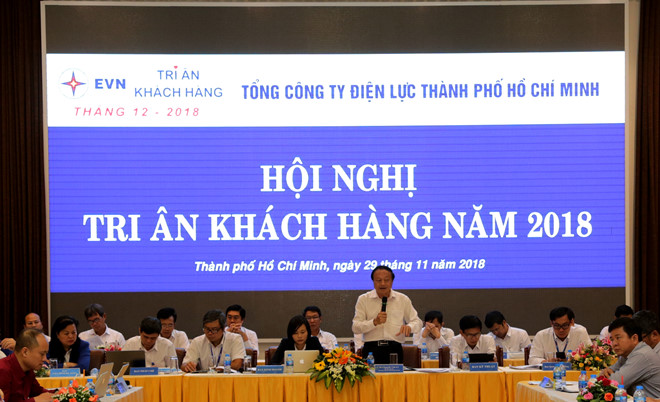 EVN
TRI ÂN
KHÁCH HÀNG
THÁNG 12 - 2018
TỔNG CÔNG TY ĐIỆN LỰC THÀNH PHỐ HỒ CHÍ MINH
HỘI NGHỊ
TRI ÂN KHÁCH HÀNG NĂM 2018
Thành phố Hồ Chí Minh, ngày 29 tháng 11 năm 2018